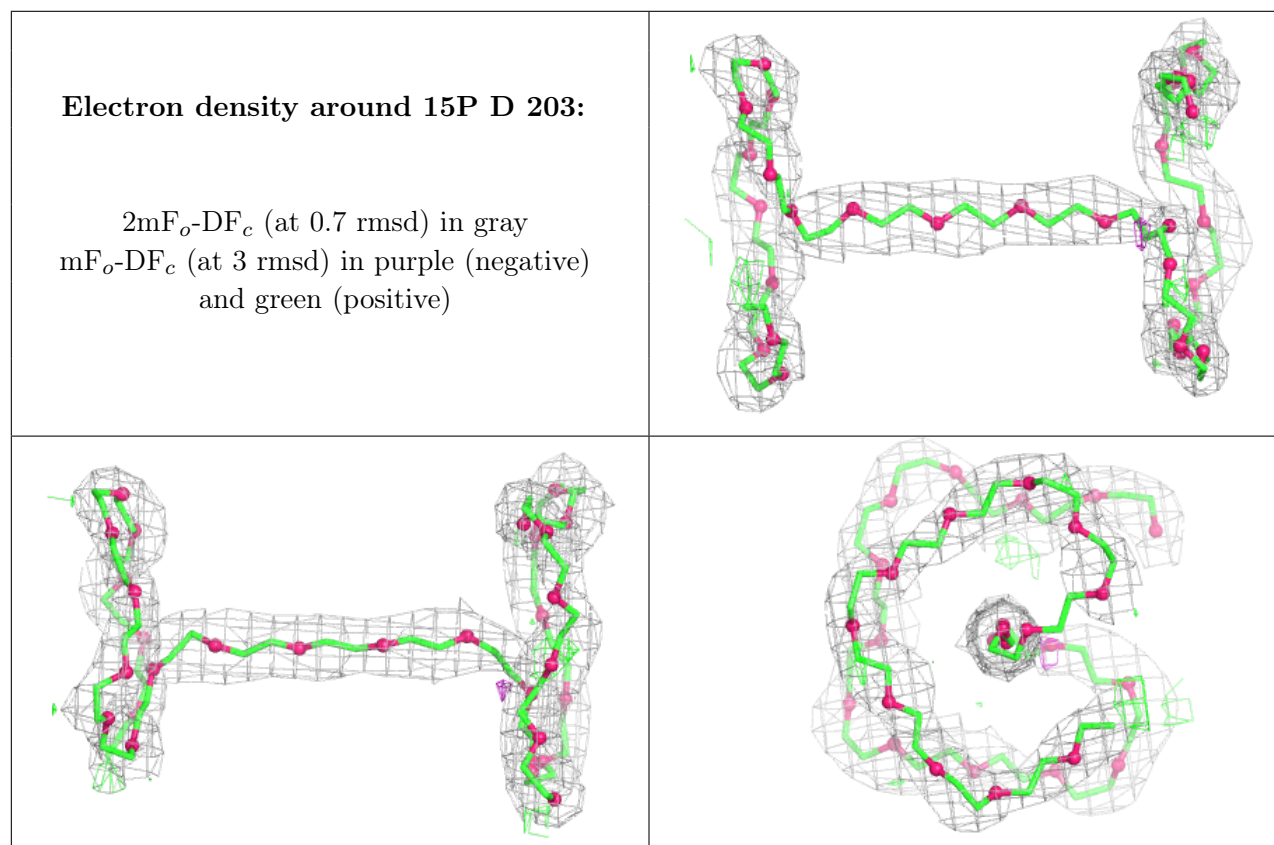 Electron density around 15P D 203:
2mFo-DFc (at 0.7 rmsd) in gray
mFo-DFc (at 3 rmsd) in purple (negative)
and green (positive)